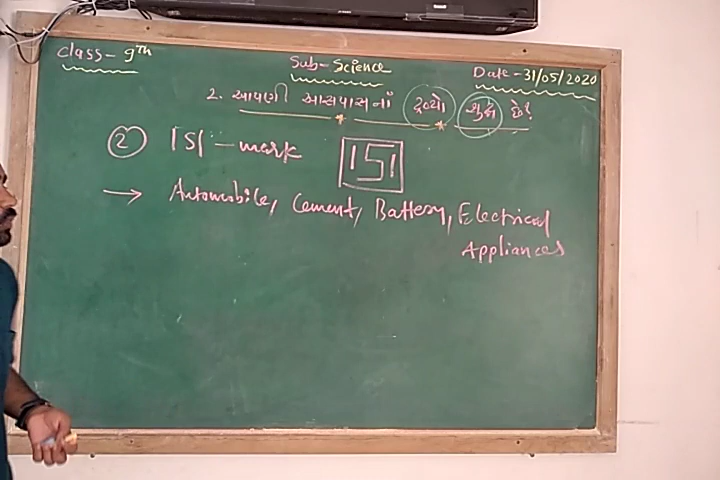 Class - 9th
Sub - Science
Date - 31/05/2020
2. આપણી આસપાસનાં દ્રવ્યો શુદ્ધ છે?
② ISI - mark
ISI
→ Automobile, Cement, Battery, Electrical
Appliances